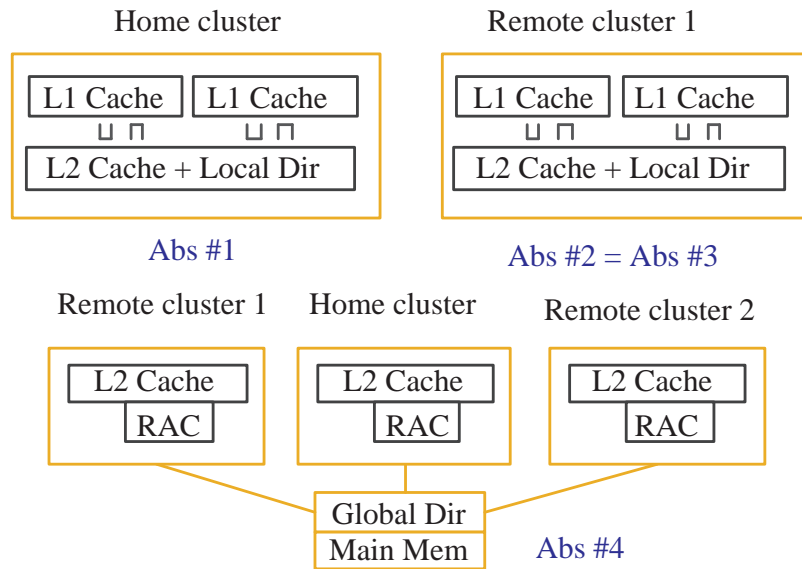 Home cluster
Remote cluster 1
L1 Cache
L1 Cache
L1 Cache
L1 Cache
L2 Cache + Local Dir
L2 Cache + Local Dir
Abs #1
Abs #2 = Abs #3
Remote cluster 1
Home cluster
Remote cluster 2
L2 Cache
L2 Cache
L2 Cache
RAC
RAC
RAC
Global Dir
Main Mem
Abs #4